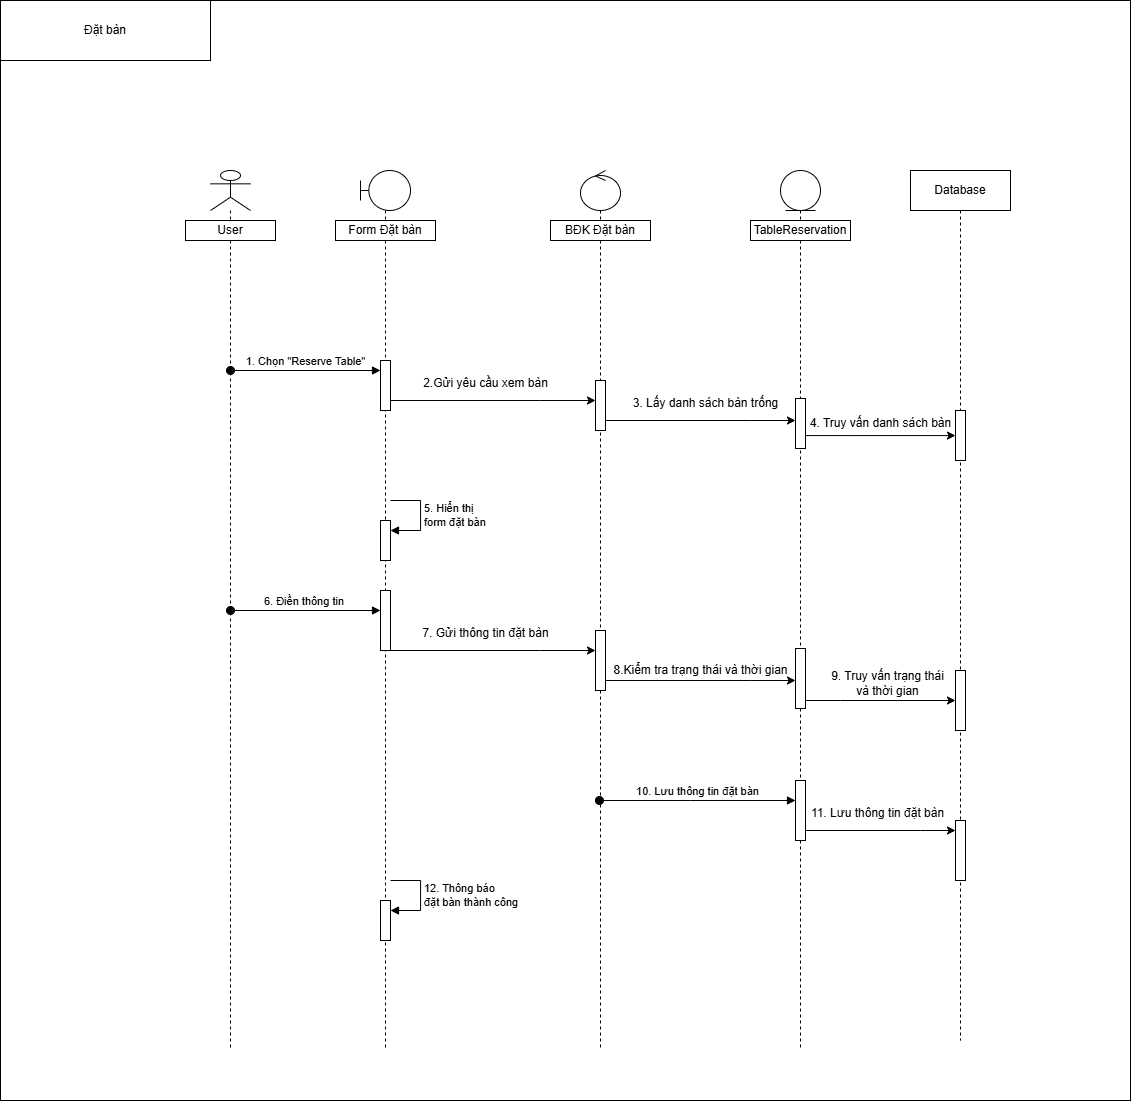 Đặt bàn
User
Form Đặt bàn
BĐK Đặt bàn
TableReservation
Database
1. Chọn "Reserve Table"
2.Gửi yêu cầu xem bàn
3. Lấy danh sách bàn trống
4. Truy vấn danh sách bàn
5. Hiển thị
form đặt bàn
6. Điền thông tin
7. Gửi thông tin đặt bàn
8.Kiểm tra trạng thái và thời gian
9. Truy vấn trạng thái
và thời gian
10. Lưu thông tin đặt bàn
11. Lưu thông tin đặt bàn
12. Thông báo
đặt bàn thành công